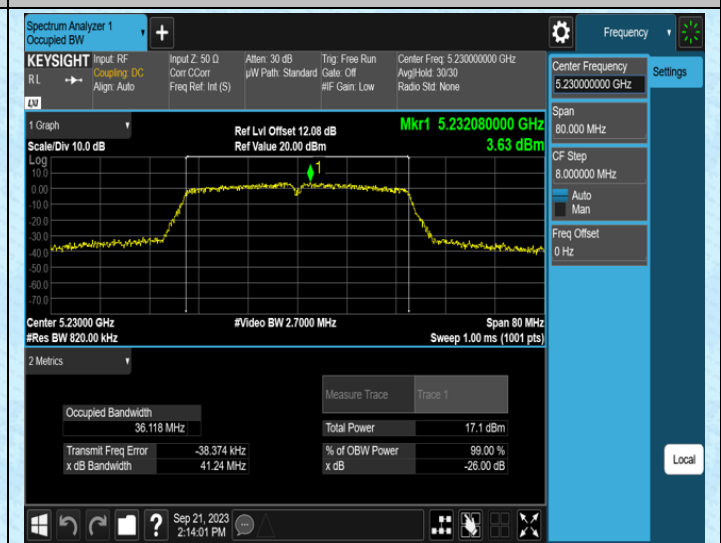 Spectrum Analyzer 1
Occupied BW
Frequency
KEYSIGHT
R L
LXI
Input: RF
Coupling: DC
Align: Auto
Input Z: 50 Ω
Corr CCorr
Freq Ref: Int (S)
Atten: 30 dB
µW Path: Standard
Trig: Free Run
Gate: Off
#IF Gain: Low
Center Freq: 5.230000000 GHz
Avg|Hold: 30/30
Radio Std: None
Center Frequency
5.230000000 GHz
Settings
Span
80.000 MHz
CF Step
8.000000 MHz
Auto
Man
Freq Offset
0 Hz
Local
1 Graph
Scale/Div 10.0 dB
Ref Lvl Offset 12.08 dB
Ref Value 20.00 dBm
Mkr1 5.232080000 GHz
3.63 dBm
Log
10.0
0.00
-10.0
-20.0
-30.0
-40.0
-50.0
-60.0
-70.0
1
Center 5.23000 GHz
#Res BW 820.00 kHz
#Video BW 2.7000 MHz
Span 80 MHz
Sweep 1.00 ms (1001 pts)
2 Metrics
Measure Trace Trace 1
Occupied Bandwidth
36.118 MHz
Total Power 17.1 dBm
Transmit Freq Error -38.374 kHz
% of OBW Power 99.00 %
x dB Bandwidth 41.24 MHz
x dB -26.00 dB
?
Sep 21, 2023
2:14:01 PM